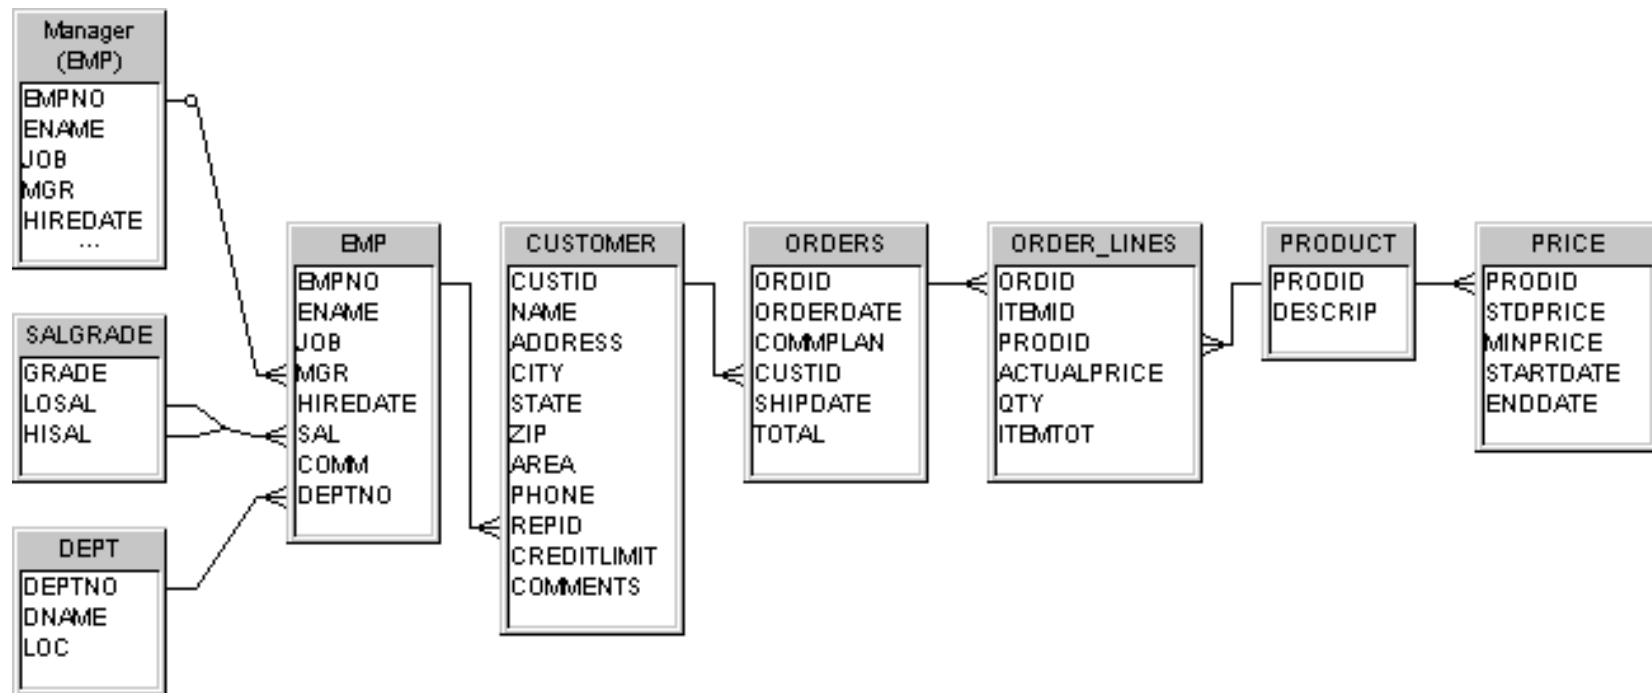 Manager
(EMP)
EMPNO
ENAME
JOB
MGR
HIREDATE
...
SALGRADE
GRADE
LOSAL
HISAL
DEPT
DEPTNO
DNAME
LOC
EMP
EMPNO
ENAME
JOB
MGR
HIREDATE
SAL
COMM
DEPTNO
CUSTOMER
CUSTID
NAME
ADDRESS
CITY
STATE
ZIP
AREA
PHONE
REPID
CREDITLIMIT
COMMENTS
ORDERS
ORDID
ORDERDATE
COMMPLAN
CUSTID
SHIPDATE
TOTAL
ORDER_LINES
ORDID
ITEMID
PRODID
ACTUALPRICE
QTY
ITEMTOT
PRODUCT
PRODID
DESCRIP
PRICE
PRODID
STDPRICE
MINPRICE
STARTDATE
ENDDATE